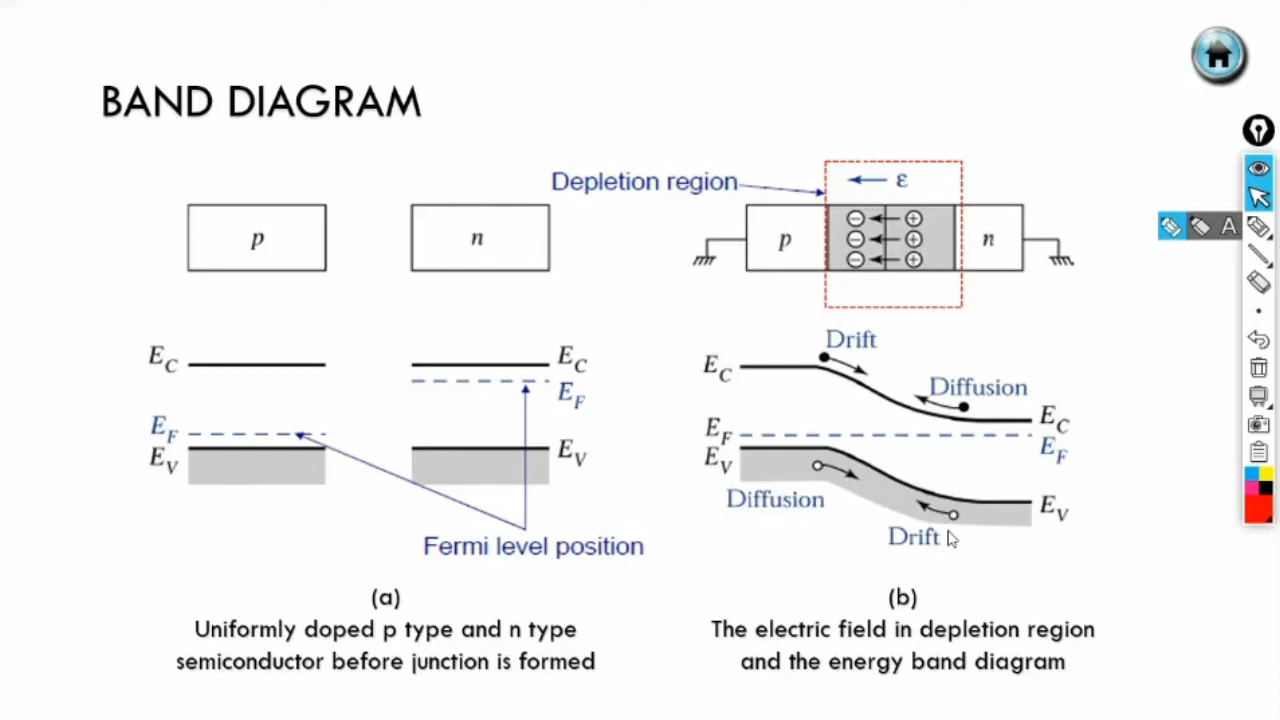 BAND DIAGRAM
Depletion region
ε
p
n
p
n
− +
− +
− +
A
E_C
E_C
E_F
E_F
E_V
E_V
Fermi level position
Drift
Diffusion
E_C
E_C
E_F
E_F
E_V
E_V
Diffusion
Drift
(a)
Uniformly doped p type and n type
semiconductor before junction is formed
(b)
The electric field in depletion region
and the energy band diagram